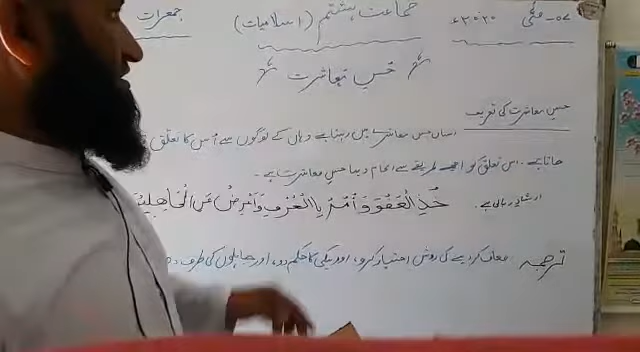 ۰۷ مئی ۲۰۲۰ء جماعت ہشتم (اسلامیات) جمعرات
حسنِ معاشرت
حسنِ معاشرت کی تعریف
انسان جس معاشرے میں رہتا ہے وہاں کے لوگوں سے اُس کا تعلق
جاتا ہے۔ اس تعلق کو اچھے طریقے سے انجام دینا حسنِ معاشرت ہے۔
ارشادِ ربانی ہے۔ خُذِ الْعَفْوَ وَأْمُرْ بِالْعُرْفِ وَأَعْرِضْ عَنِ الْجَاهِلِينَ
ترجمہ معاف کر دینے کی روش اختیار کرو، اور نیکی کا حکم دو، اور جاہلوں کی طرف